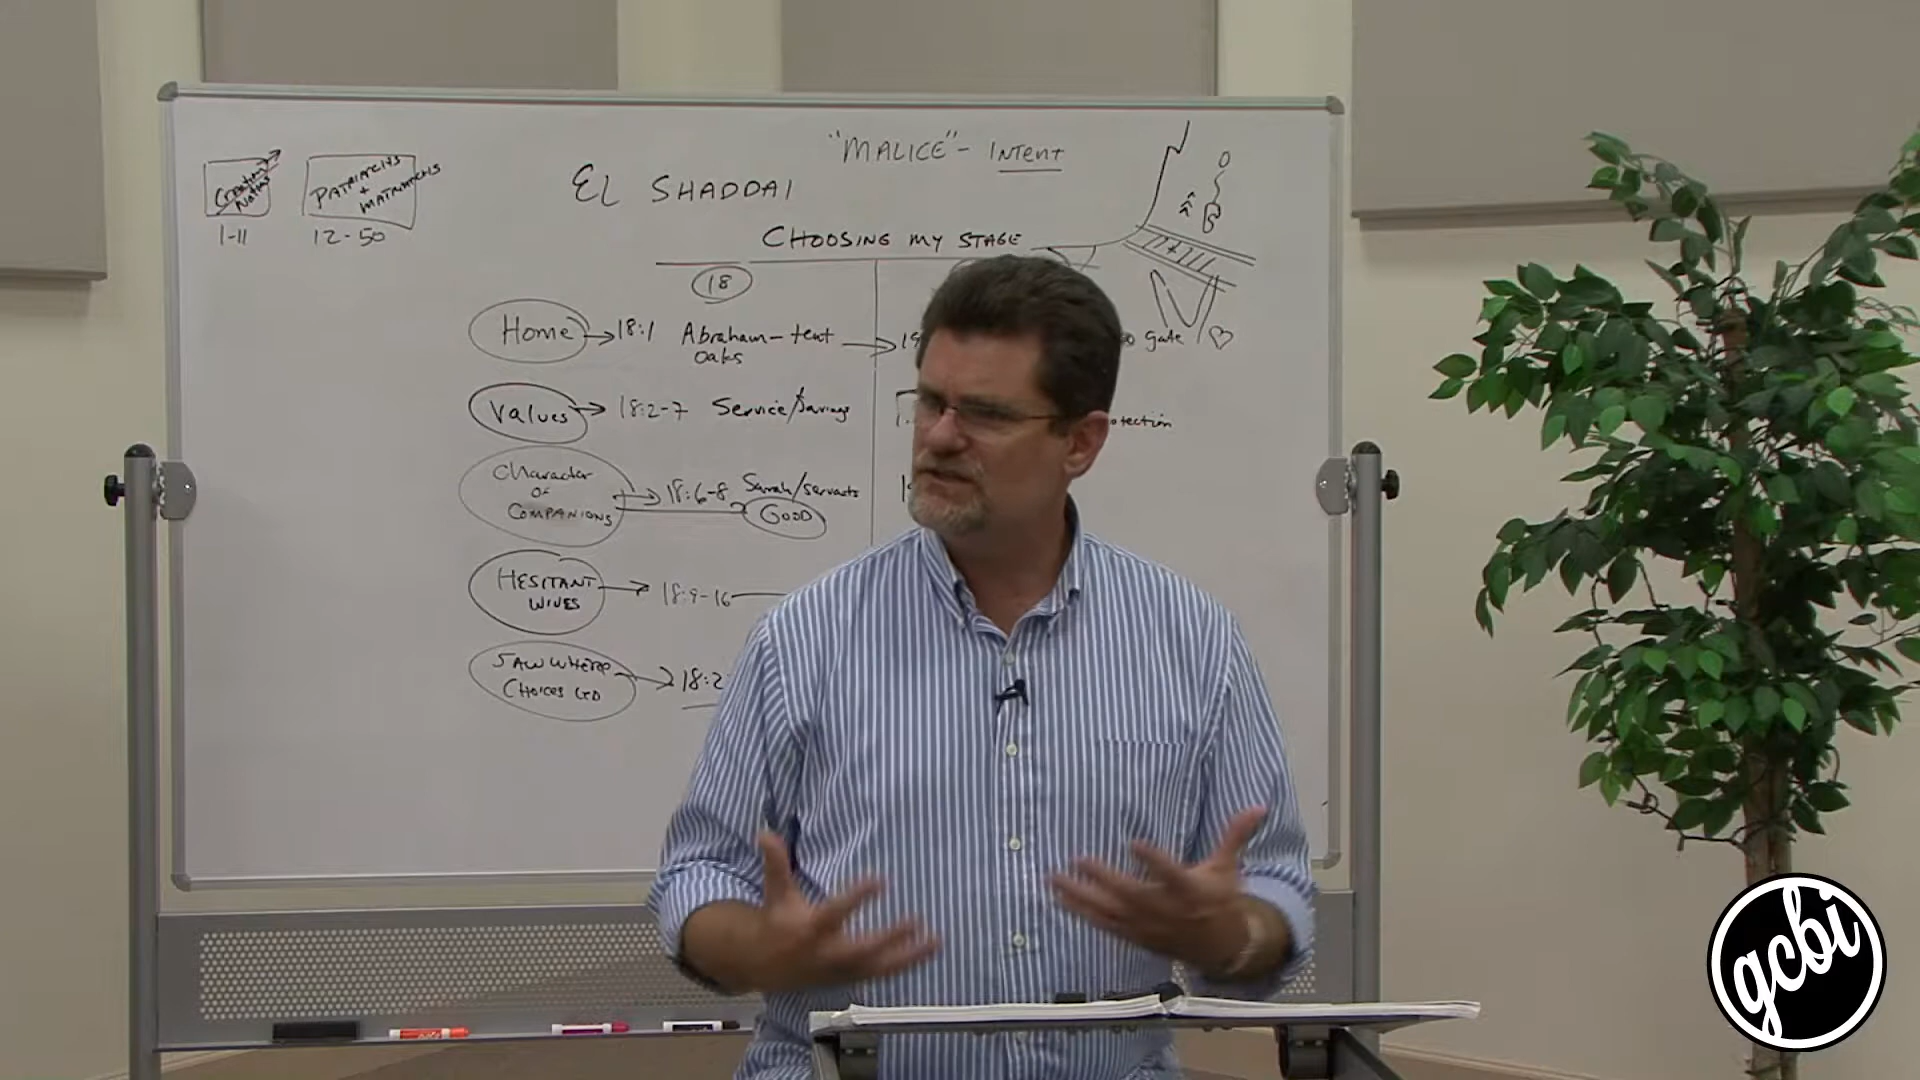 "MALICE" - INTENT
EL SHADDAI
Creation
Nations
1-11
PATRIARCHS
+
MATRIARCHS
12-50
CHOOSING MY STAGE
18
Home → 18:1 Abraham - tent →
oaks
gate
Values → 18:2-7 Service/
Character
of
COMPANIONS
→ 18:6-8 Sarah/servants
GOOD
HESITANT
WIVES
→ 18:9-16
SAW WHERE
CHOICES LED
→ 18:2
gcbi